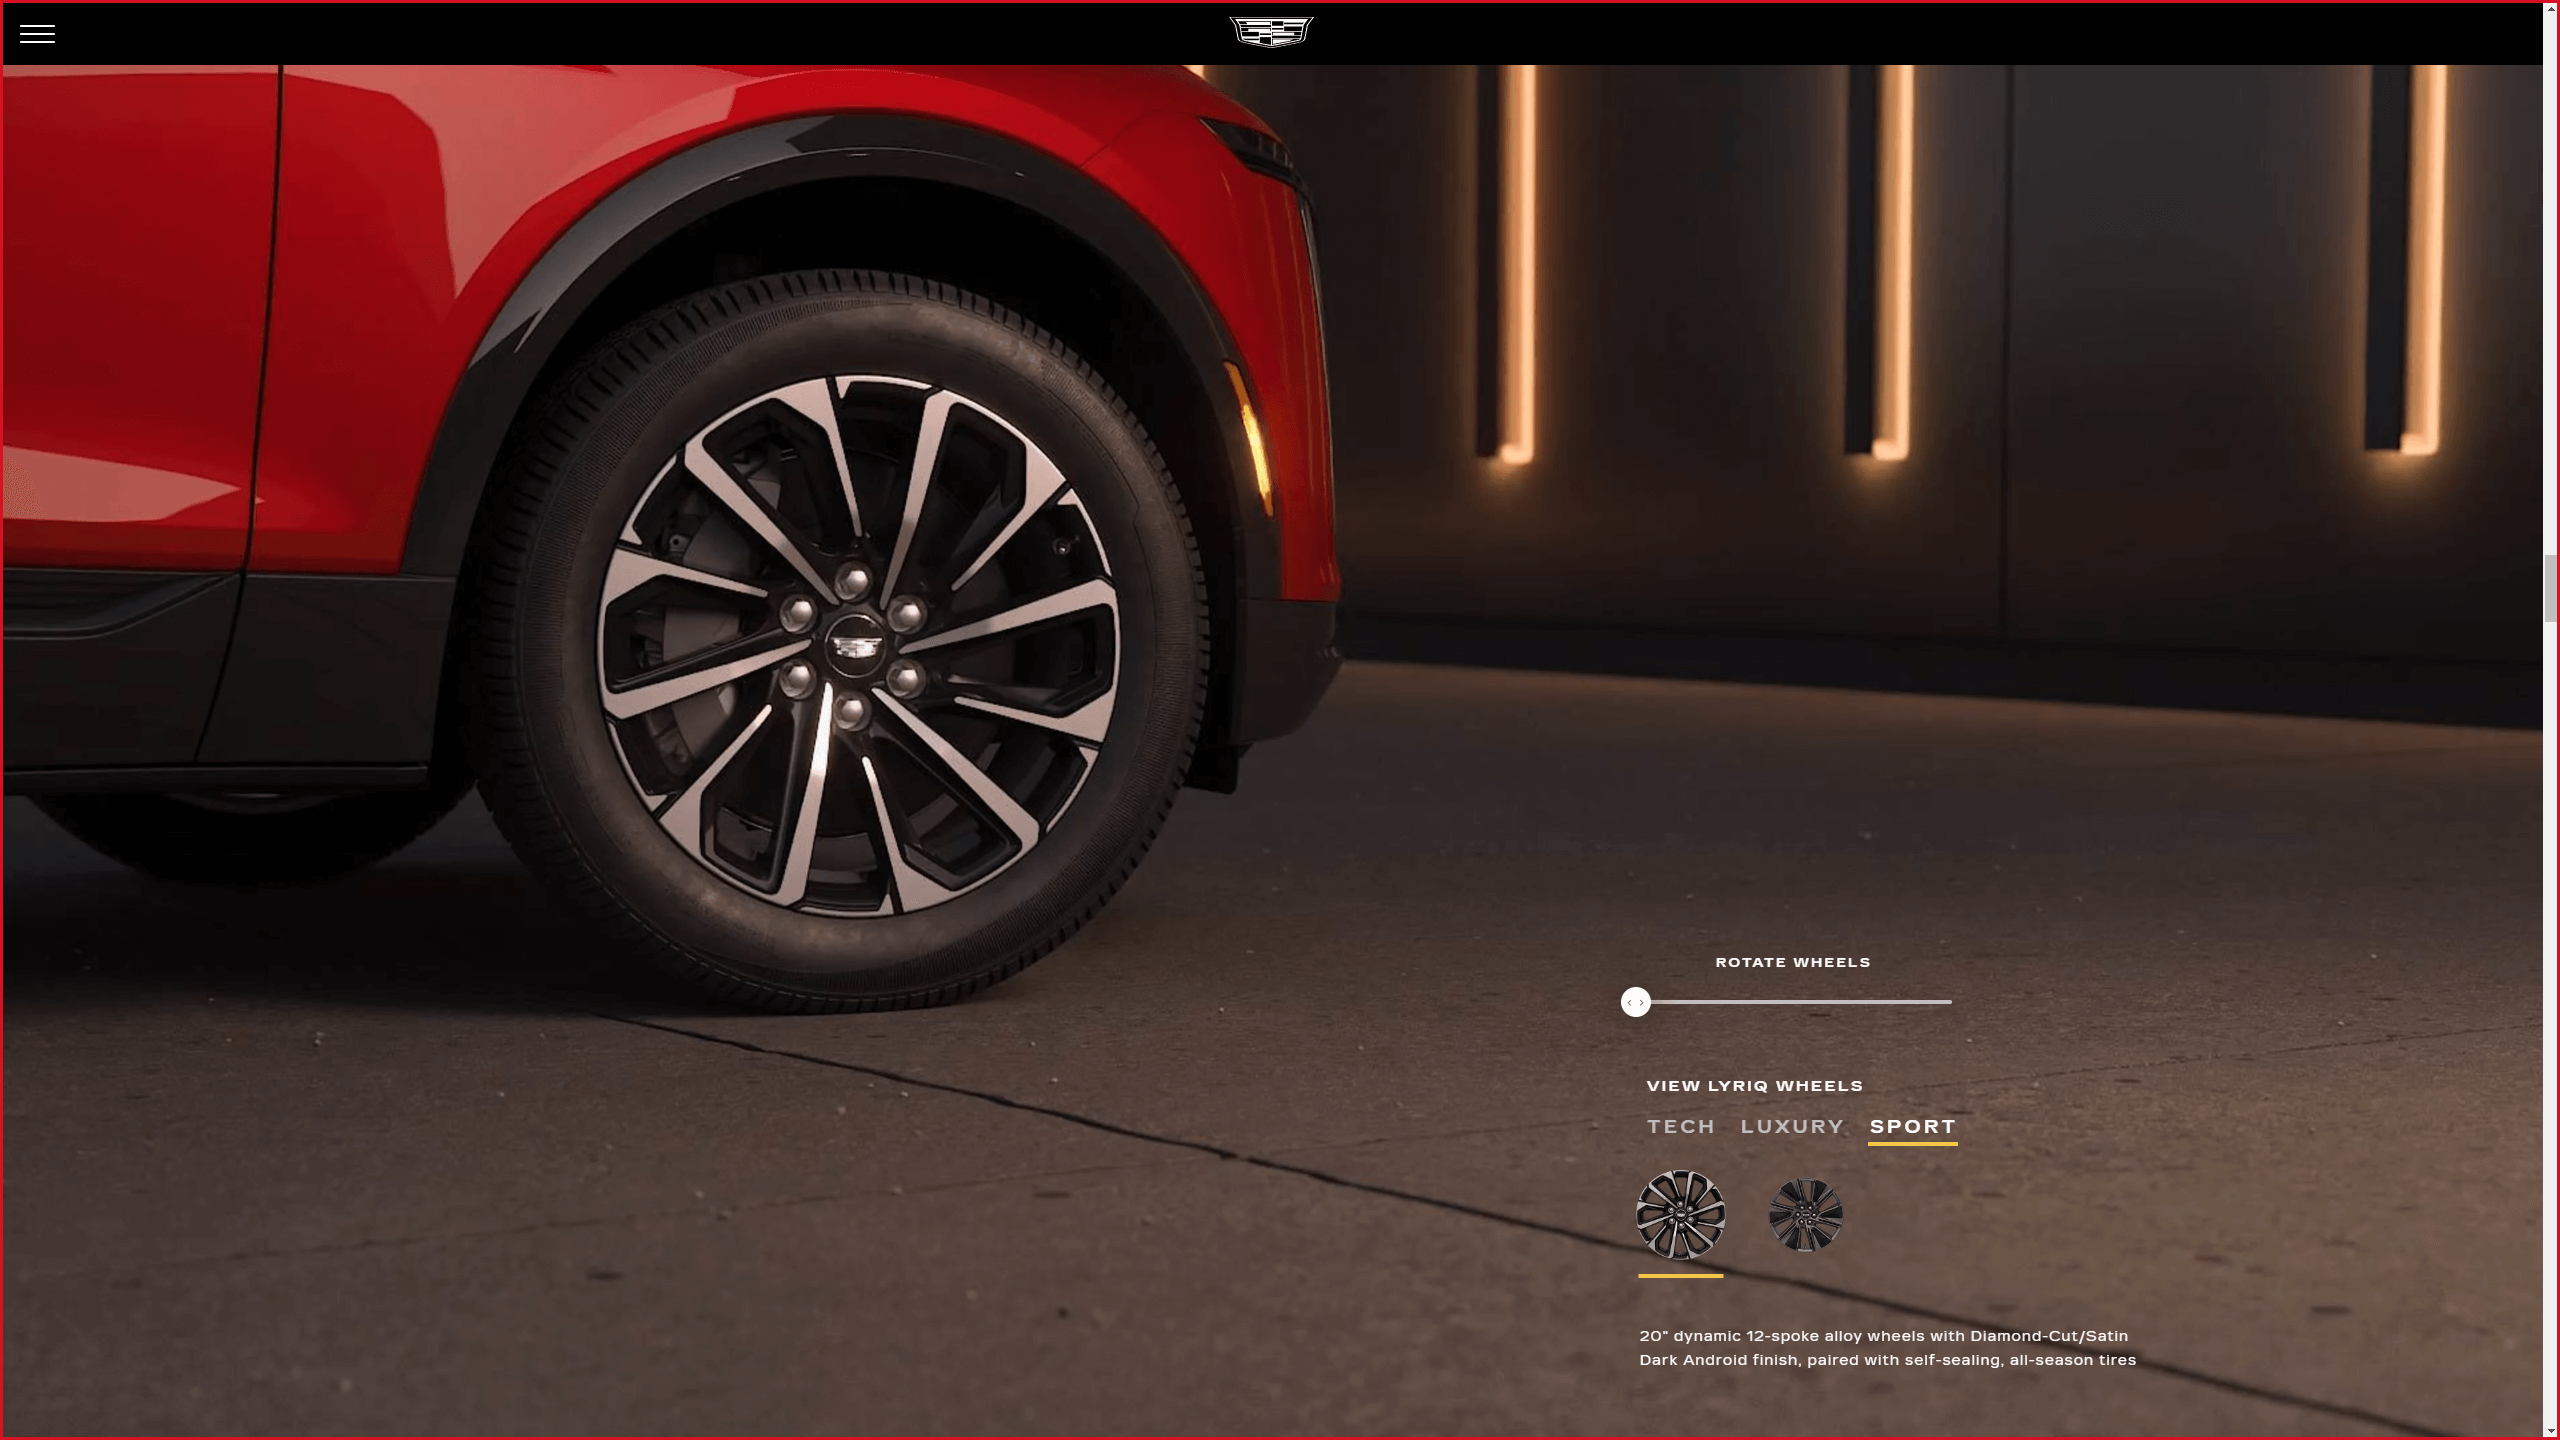 ROTATE WHEELS
VIEW LYRIQ WHEELS
TECH LUXURY SPORT
20" dynamic 12-spoke alloy wheels with Diamond-Cut/Satin
Dark Android finish, paired with self-sealing, all-season tires